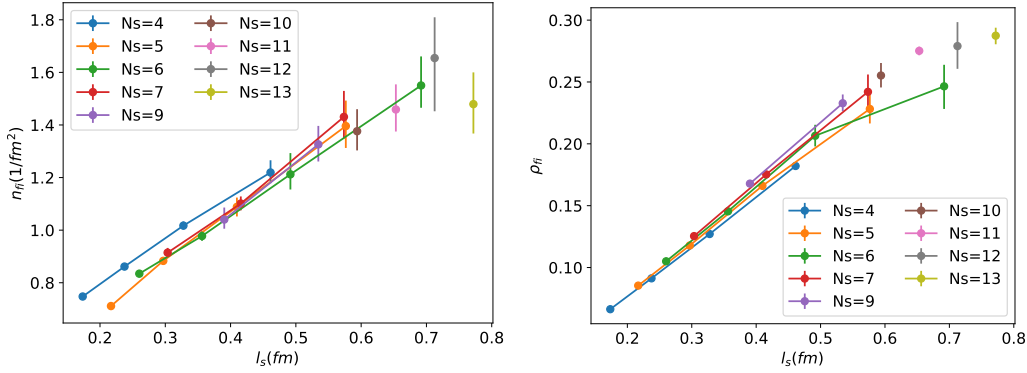 1.8
1.6
1.4
1.2
1.0
0.8
n_fl(1/fm^2)
Ns=4
Ns=5
Ns=6
Ns=7
Ns=9
Ns=10
Ns=11
Ns=12
Ns=13
0.2 0.3 0.4 0.5 0.6 0.7 0.8
l_s(fm)
0.30
0.25
0.20
0.15
0.10
ρ_fl
Ns=4
Ns=5
Ns=6
Ns=7
Ns=9
Ns=10
Ns=11
Ns=12
Ns=13
0.2 0.3 0.4 0.5 0.6 0.7 0.8
l_s(fm)